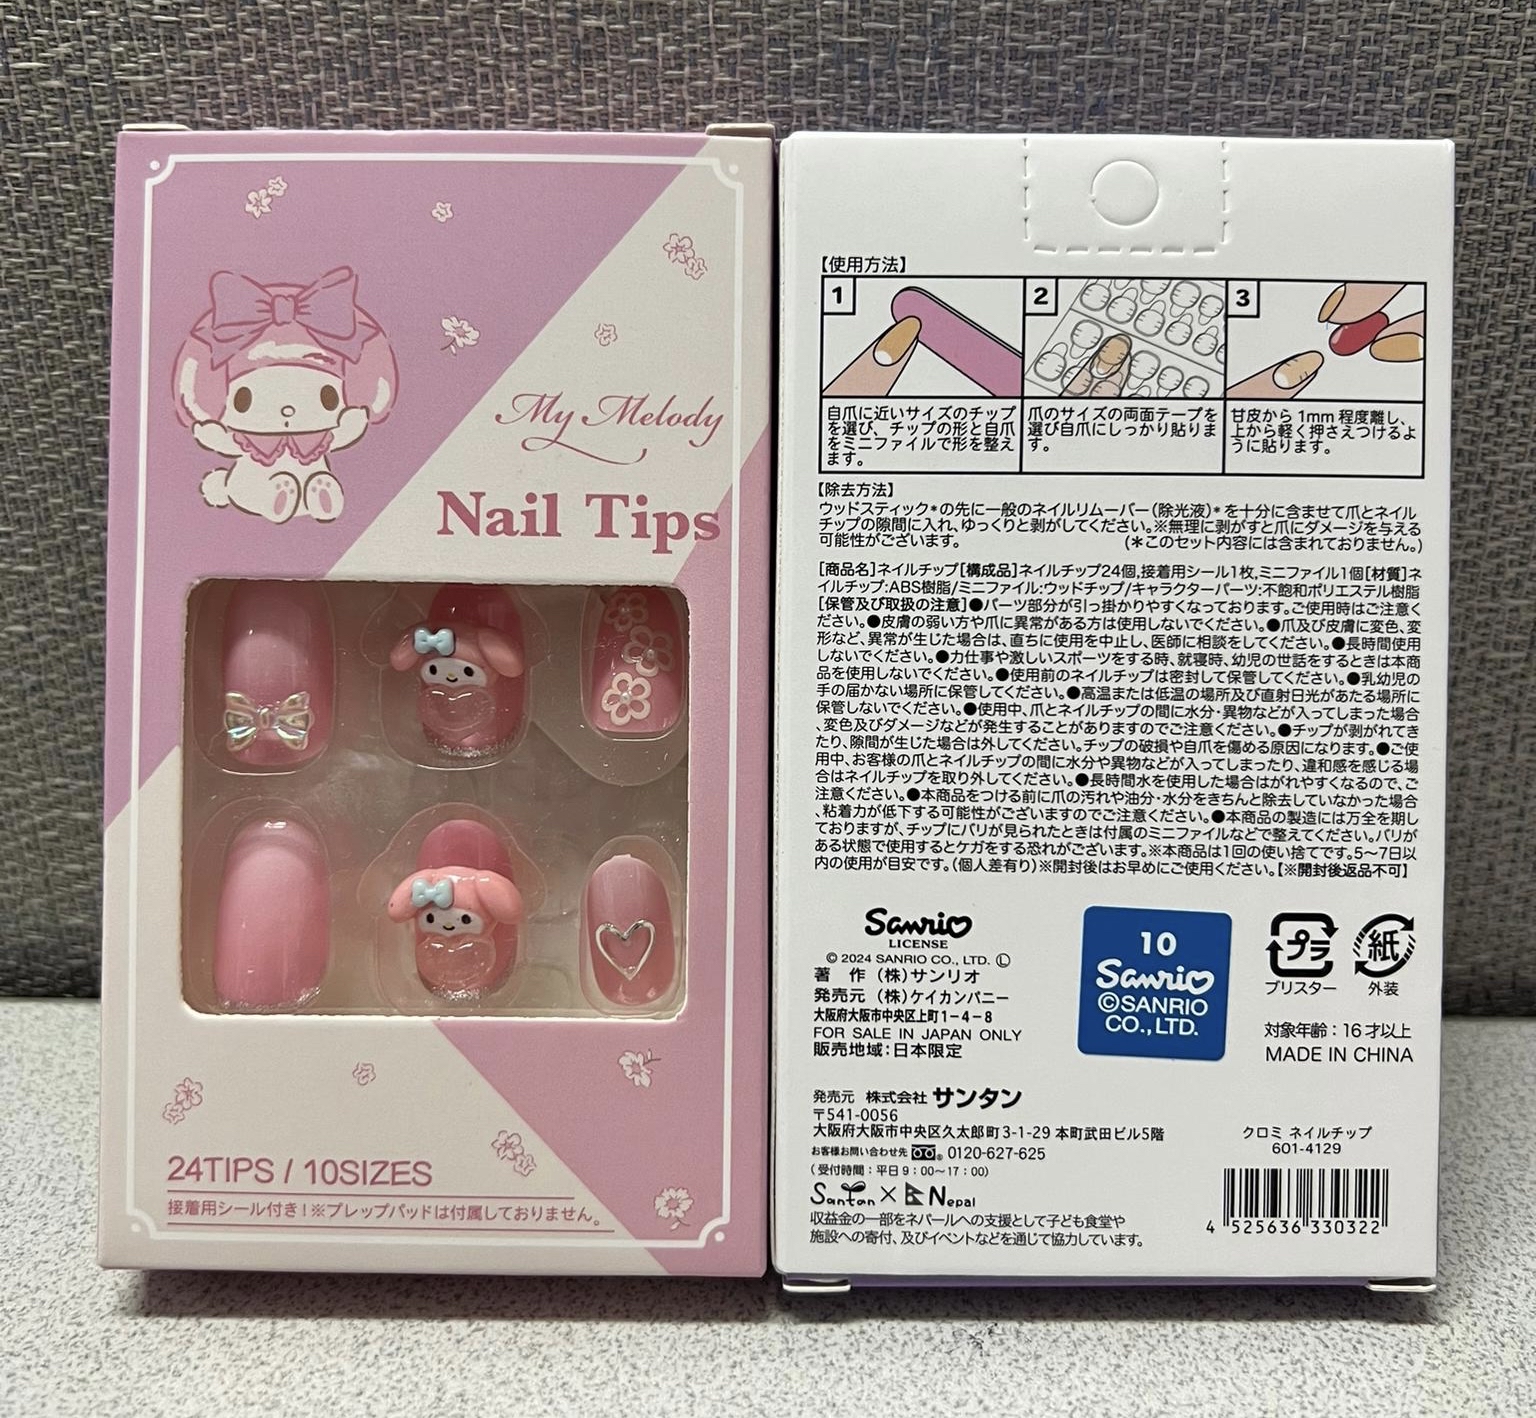 My Melody
Nail Tips
24TIPS / 10SIZES
接着用シール付き!※プレップパッドは付属しておりません。
【使用方法】
1
2
3
自爪に近いサイズのチップ
を選び、チップの形と自爪
をミニファイルで形を整え
ます。
爪のサイズの両面テープを
選び自爪にしっかり貼りま
す。
甘皮から1mm程度離し、
上から軽く押さえつけるよ
うに貼ります。
【除去方法】
ウッドスティック*の先に一般のネイルリムーバー(除光液)*を十分に含ませて爪とネイル
チップの隙間に入れ、ゆっくりと剥がしてください。※無理に剥がすと爪にダメージを与える
可能性がございます。 (*このセット内容には含まれておりません。)
[商品名]ネイルチップ[構成品]ネイルチップ24個,接着用シール1枚,ミニファイル1個[材質]ネ
イルチップ:ABS樹脂/ミニファイル:ウッドチップ/キャラクターパーツ:不飽和ポリエステル樹脂
[保管及び取扱の注意]●パーツ部分が引っ掛かりやすくなっております。ご使用時はご注意く
ださい。●皮膚の弱い方や爪に異常がある方は使用しないでください。●爪及び皮膚に変色、変
形など、異常が生じた場合は、直ちに使用を中止し、医師に相談をしてください。●長時間使用
しないでください。●力仕事や激しいスポーツをする時、就寝時、幼児の世話をするときは本商
品を使用しないでください。●使用前のネイルチップは密封して保管してください。●乳幼児の
手の届かない場所に保管してください。●高温または低温の場所及び直射日光があたる場所に
保管しないでください。●使用中、爪とネイルチップの間に水分・異物などが入ってしまった場合
、変色及びダメージなどが発生することがありますのでご注意ください。●チップが剥がれてき
たり、隙間が生じた場合は外してください。チップの破損や自爪を傷める原因になります。●ご使
用中、お客様の爪とネイルチップの間に水分や異物などが入ってしまったり、違和感を感じる場
合はネイルチップを取り外してください。●長時間水を使用した場合はがれやすくなるので、ご
注意ください。●本商品をつける前に爪の汚れや油分・水分をきちんと除去していなかった場合
、粘着力が低下する可能性がございますのでご注意ください。●本商品の製造には万全を期し
ておりますが、チップにバリが見られたときは付属のミニファイルなどで整えてください。バリが
ある状態で使用するとケガをする恐れがございます。※本商品は1回の使い捨てです。5~7日以
内の使用が目安です。(個人差有り)※開封後はお早めにご使用ください。【※開封後返品不可】
Sanrio
LICENSE
© 2024 SANRIO CO., LTD. Ⓛ
著 作 (株)サンリオ
発売元 (株)ケイカンパニー
大阪府大阪市中央区上町1-4-8
FOR SALE IN JAPAN ONLY
販売地域:日本限定
10
Sanrio
©SANRIO
CO.,LTD.
プラ
ブリスター
紙
外装
対象年齢:16才以上
MADE IN CHINA
発売元 株式会社 サンタン
〒541-0056
大阪府大阪市中央区久太郎町3-1-29 本町武田ビル5階
お客様お問い合わせ先 0120-627-625
(受付時間:平日9:00~17:00)
Santan × Nepal
収益金の一部をネパールへの支援として子ども食堂や
施設への寄付、及びイベントなどを通じて協力しています。
クロミ ネイルチップ
601-4129
4 525636 330322